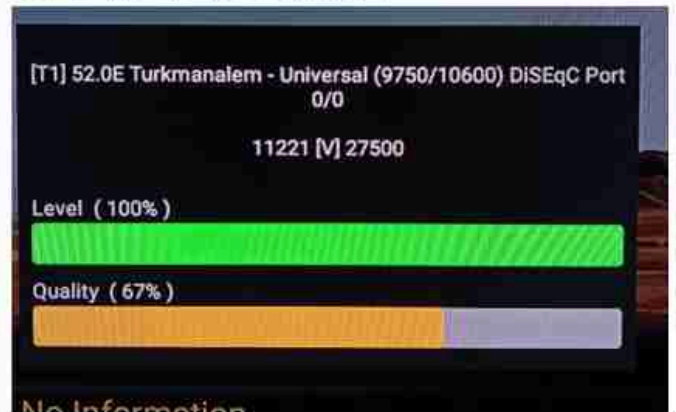 [T1] 52.0E Turkmanalem - Universal (9750/10600) DiSEqC Port
0/0
11221 [V] 27500
Level ( 100% )
Quality ( 67% )
No Information